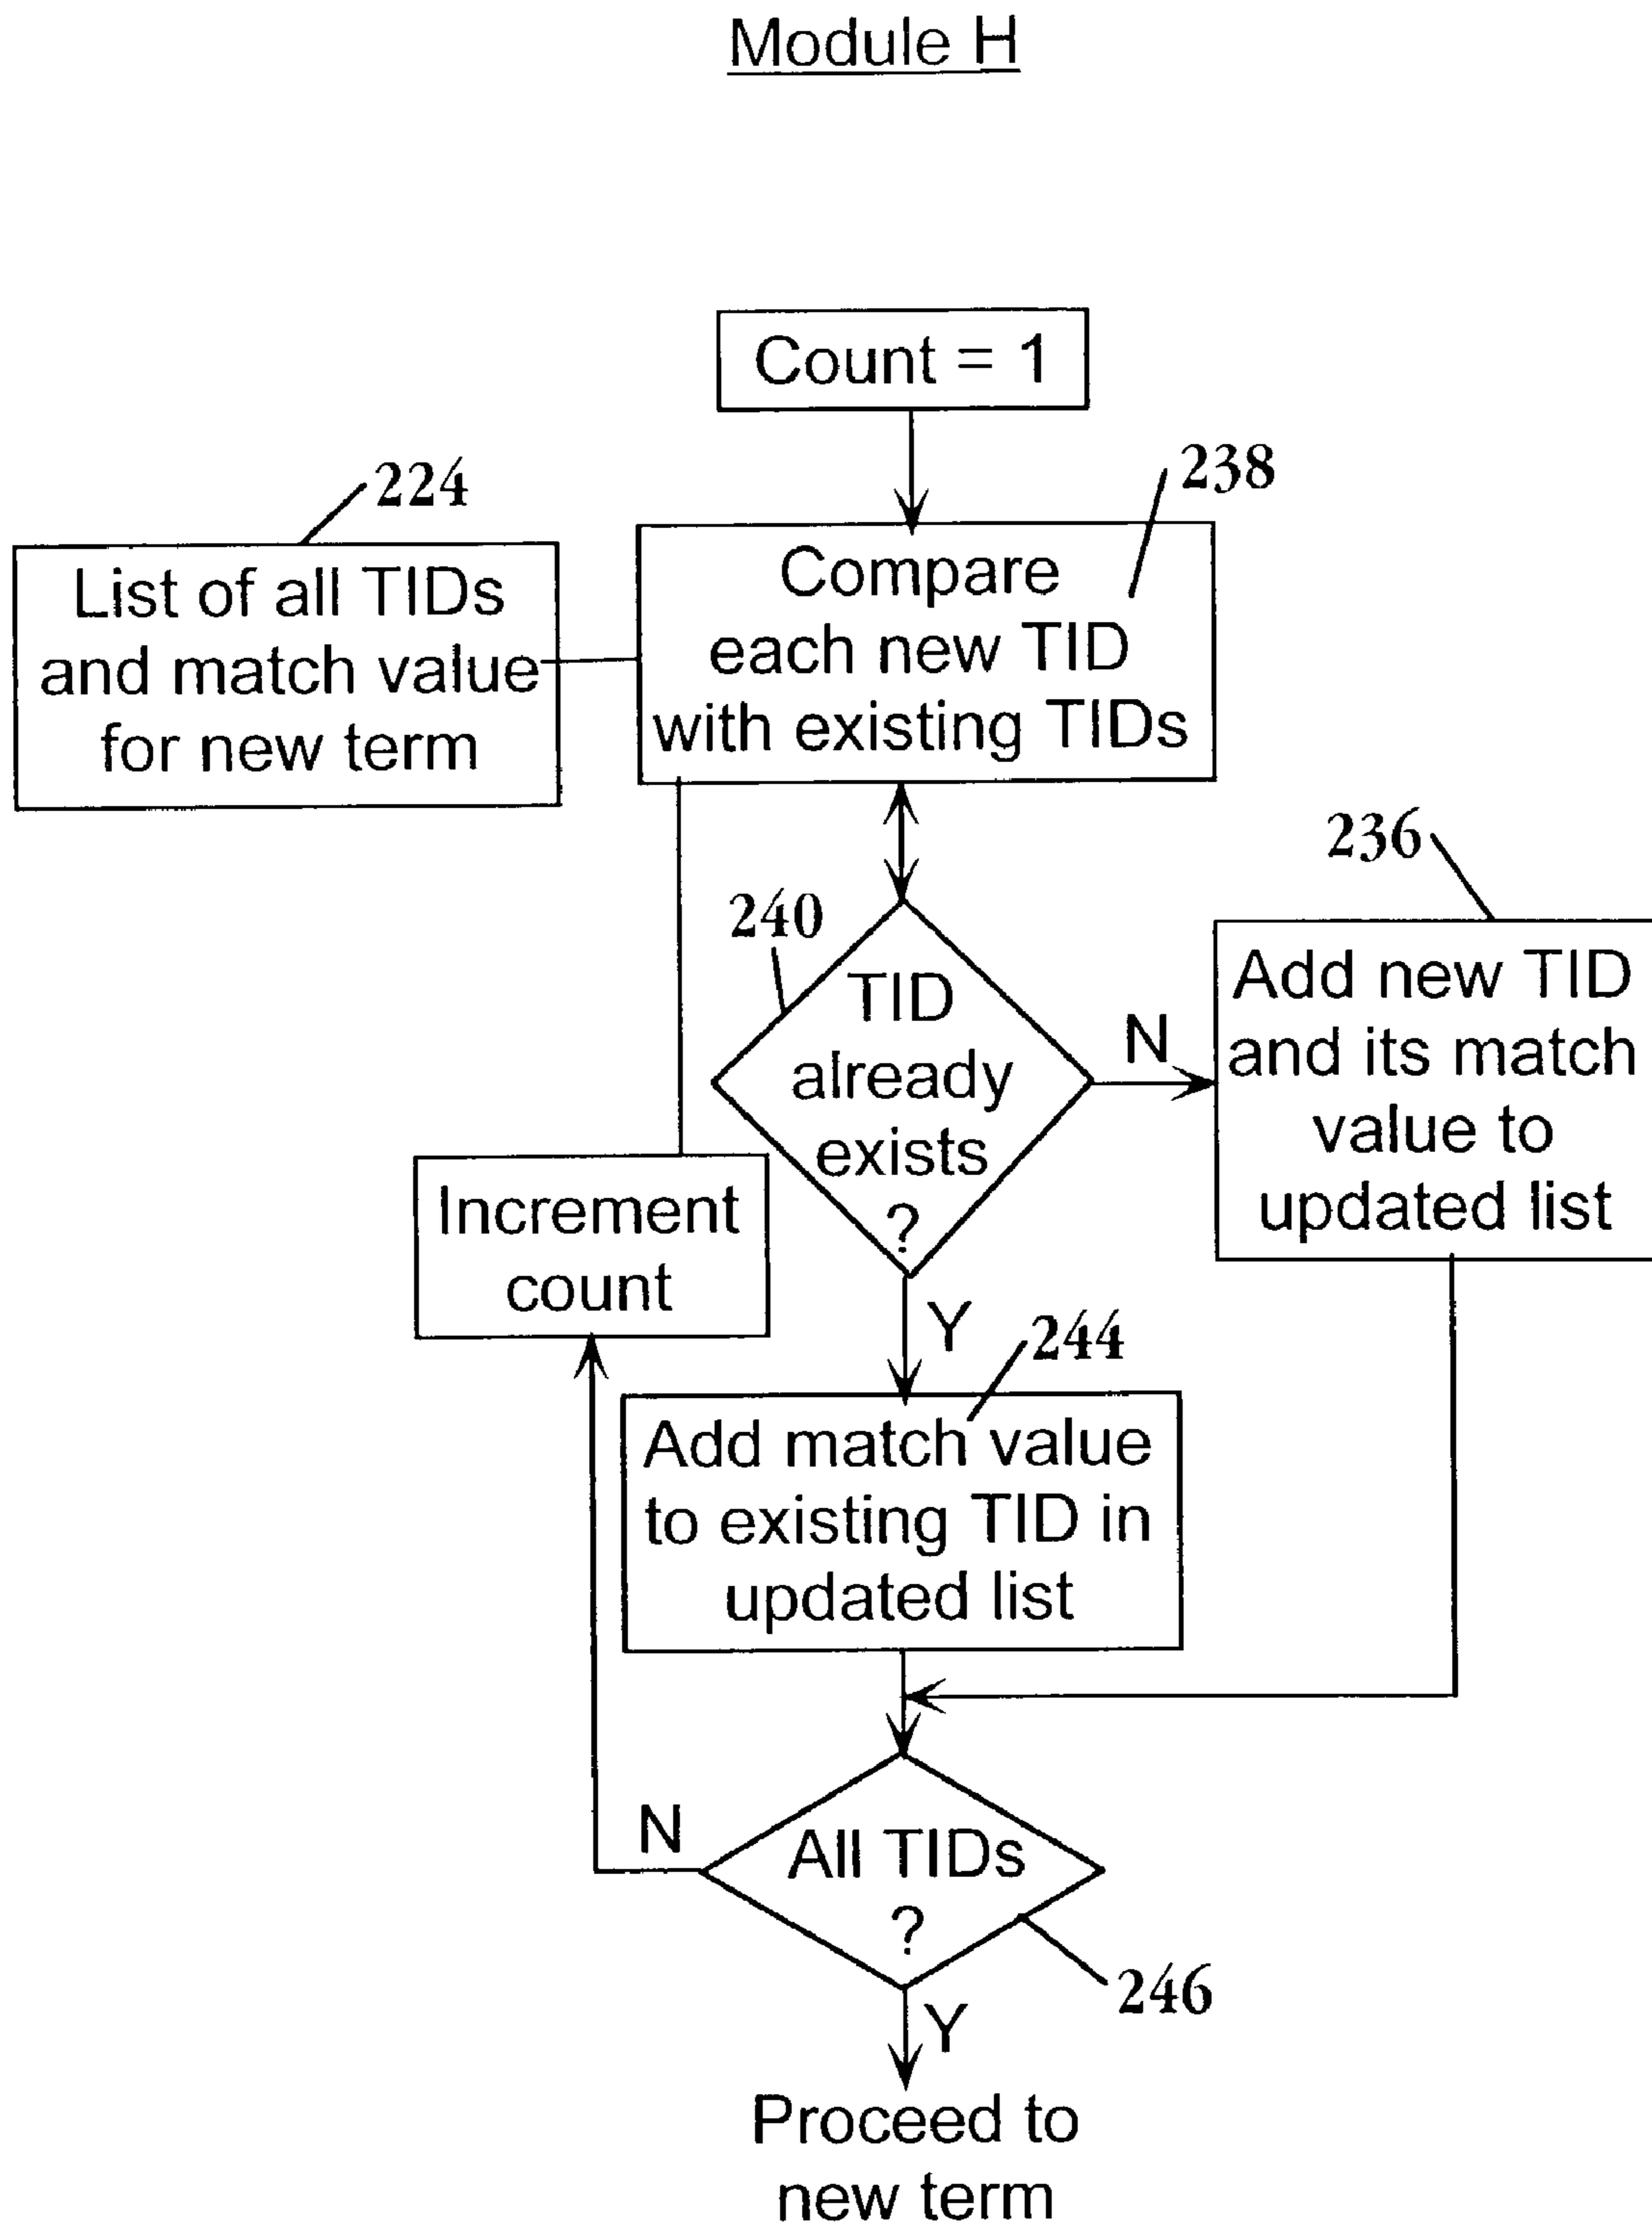 Module H
Count = 1
238
224
List of all TIDs
and match value
for new term
Compare
each new TID
with existing TIDs
236
240
TID
already
exists
?
N
Add new TID
and its match
value to
updated list
Increment
count
Y
244
Add match value
to existing TID in
updated list
N
All TIDs
?
246
Y
Proceed to
new term